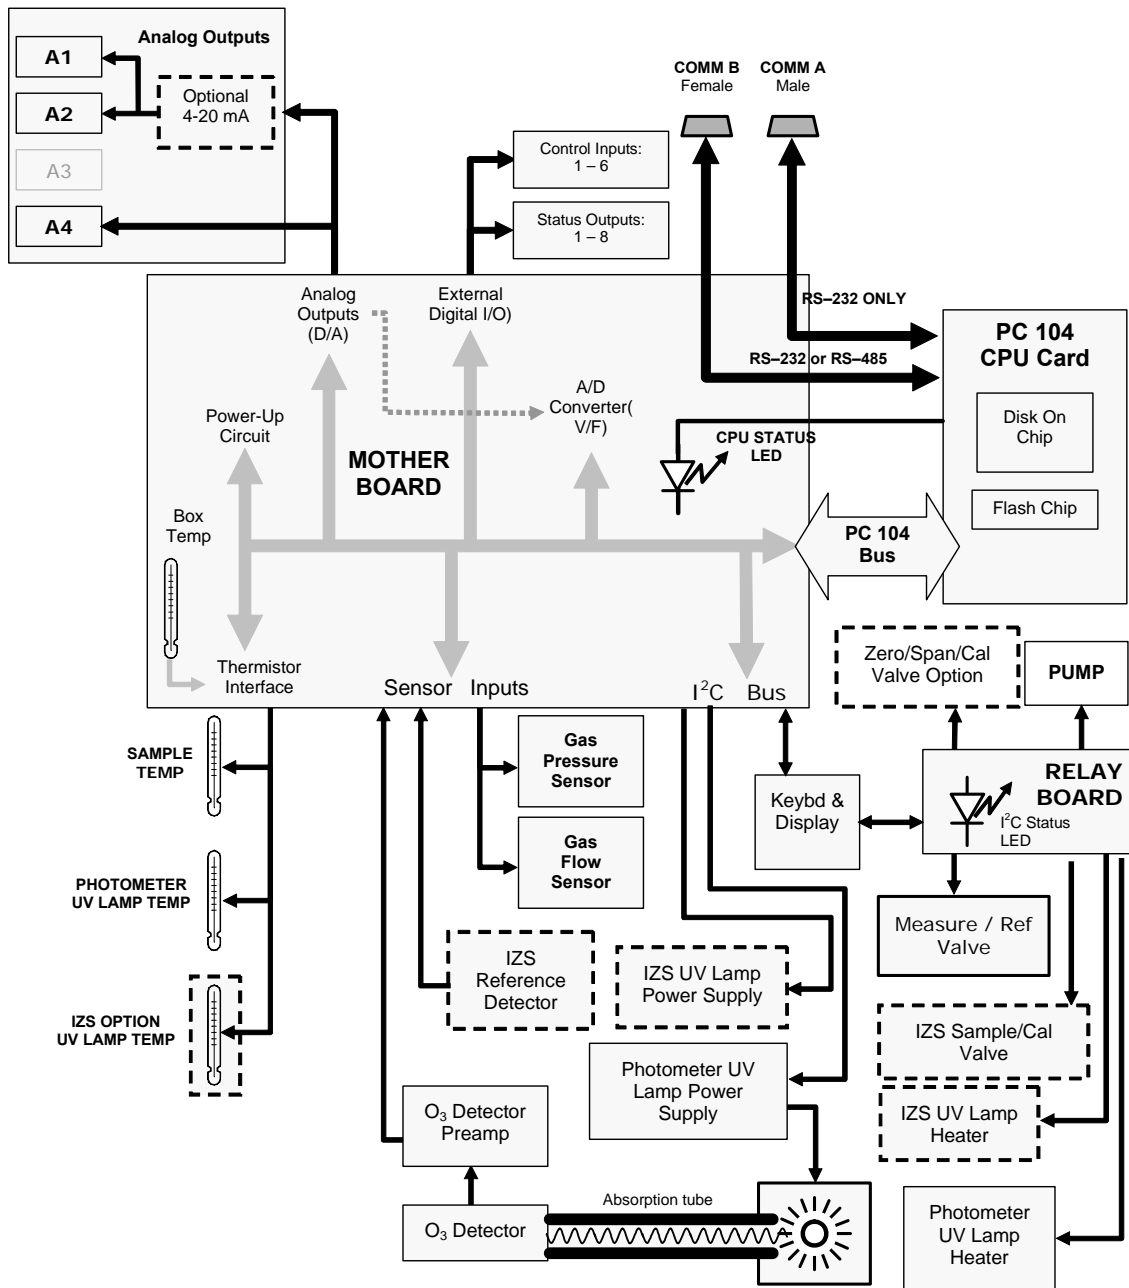 Analog Outputs
A1
A2
A3
A4
Optional
4-20 mA
COMM B
Female
COMM A
Male
Control Inputs:
1 – 6
Status Outputs:
1 – 8
Analog
Outputs
(D/A)
External
Digital I/O)
RS–232 ONLY
RS–232 or RS–485
PC 104
CPU Card
Disk On
Chip
Flash Chip
A/D
Converter(
V/F)
Power-Up
Circuit
MOTHER
BOARD
CPU STATUS
LED
Box
Temp
PC 104
Bus
Thermistor
Interface
Sensor Inputs
I²C Bus
Zero/Span/Cal
Valve Option
PUMP
SAMPLE
TEMP
Gas
Pressure
Sensor
Keybd &
Display
RELAY
BOARD
I²C Status
LED
Gas
Flow
Sensor
PHOTOMETER
UV LAMP TEMP
Measure / Ref
Valve
IZS
Reference
Detector
IZS UV Lamp
Power Supply
IZS OPTION
UV LAMP TEMP
IZS Sample/Cal
Valve
Photometer UV
Lamp Power
Supply
O₃ Detector
Preamp
IZS UV Lamp
Heater
Absorption tube
O₃ Detector
Photometer
UV Lamp
Heater